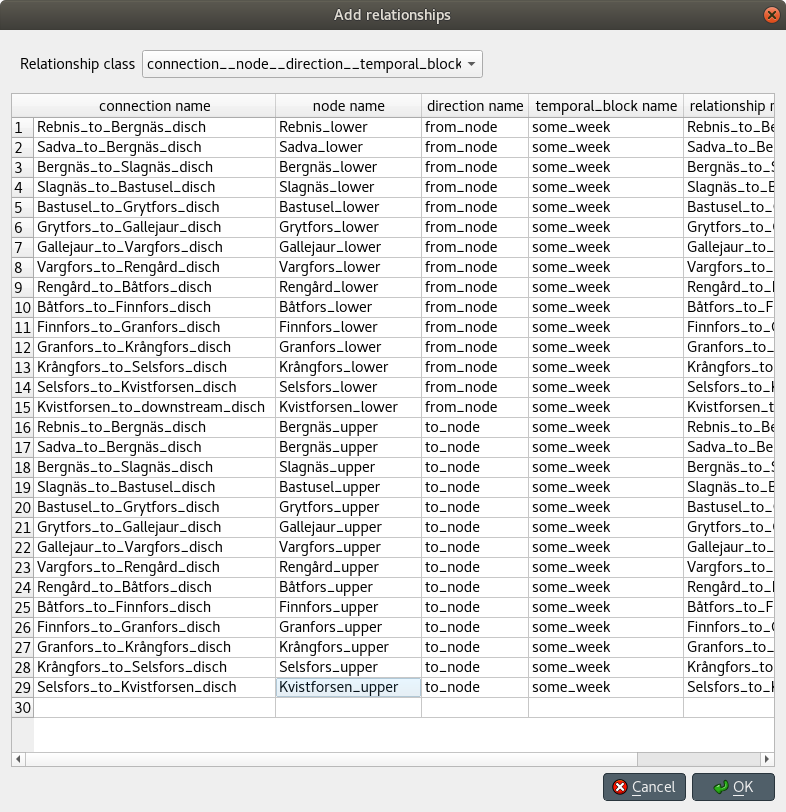 Add relationships
Relationship class connection__node__direction__temporal_block
connection name node name direction name temporal_block name relationship
1 Rebnis_to_Bergnäs_disch Rebnis_lower from_node some_week Rebnis_to_Be
2 Sadva_to_Bergnäs_disch Sadva_lower from_node some_week Sadva_to_Be
3 Bergnäs_to_Slagnäs_disch Bergnäs_lower from_node some_week Bergnäs_to_S
4 Slagnäs_to_Bastusel_disch Slagnäs_lower from_node some_week Slagnäs_to_B
5 Bastusel_to_Grytfors_disch Bastusel_lower from_node some_week Bastusel_to_
6 Grytfors_to_Gallejaur_disch Grytfors_lower from_node some_week Grytfors_to_
7 Gallejaur_to_Vargfors_disch Gallejaur_lower from_node some_week Gallejaur_to_
8 Vargfors_to_Rengård_disch Vargfors_lower from_node some_week Vargfors_to_
9 Rengård_to_Båtfors_disch Rengård_lower from_node some_week Rengård_to_
10 Båtfors_to_Finnfors_disch Båtfors_lower from_node some_week Båtfors_to_F
11 Finnfors_to_Granfors_disch Finnfors_lower from_node some_week Finnfors_to_
12 Granfors_to_Krångfors_disch Granfors_lower from_node some_week Granfors_to_
13 Krångfors_to_Selsfors_disch Krångfors_lower from_node some_week Krångfors_to
14 Selsfors_to_Kvistforsen_disch Selsfors_lower from_node some_week Selsfors_to_
15 Kvistforsen_to_downstream_disch Kvistforsen_lower from_node some_week Kvistforsen_t
16 Rebnis_to_Bergnäs_disch Bergnäs_upper to_node some_week Rebnis_to_Be
17 Sadva_to_Bergnäs_disch Bergnäs_upper to_node some_week Sadva_to_Be
18 Bergnäs_to_Slagnäs_disch Slagnäs_upper to_node some_week Bergnäs_to_S
19 Slagnäs_to_Bastusel_disch Bastusel_upper to_node some_week Slagnäs_to_B
20 Bastusel_to_Grytfors_disch Grytfors_upper to_node some_week Bastusel_to_
21 Grytfors_to_Gallejaur_disch Gallejaur_upper to_node some_week Grytfors_to_
22 Gallejaur_to_Vargfors_disch Vargfors_upper to_node some_week Gallejaur_to_
23 Vargfors_to_Rengård_disch Rengård_upper to_node some_week Vargfors_to_
24 Rengård_to_Båtfors_disch Båtfors_upper to_node some_week Rengård_to_
25 Båtfors_to_Finnfors_disch Finnfors_upper to_node some_week Båtfors_to_F
26 Finnfors_to_Granfors_disch Granfors_upper to_node some_week Finnfors_to_
27 Granfors_to_Krångfors_disch Krångfors_upper to_node some_week Granfors_to_
28 Krångfors_to_Selsfors_disch Selsfors_upper to_node some_week Krångfors_to
29 Selsfors_to_Kvistforsen_disch Kvistforsen_upper to_node some_week Selsfors_to_
30
Cancel OK